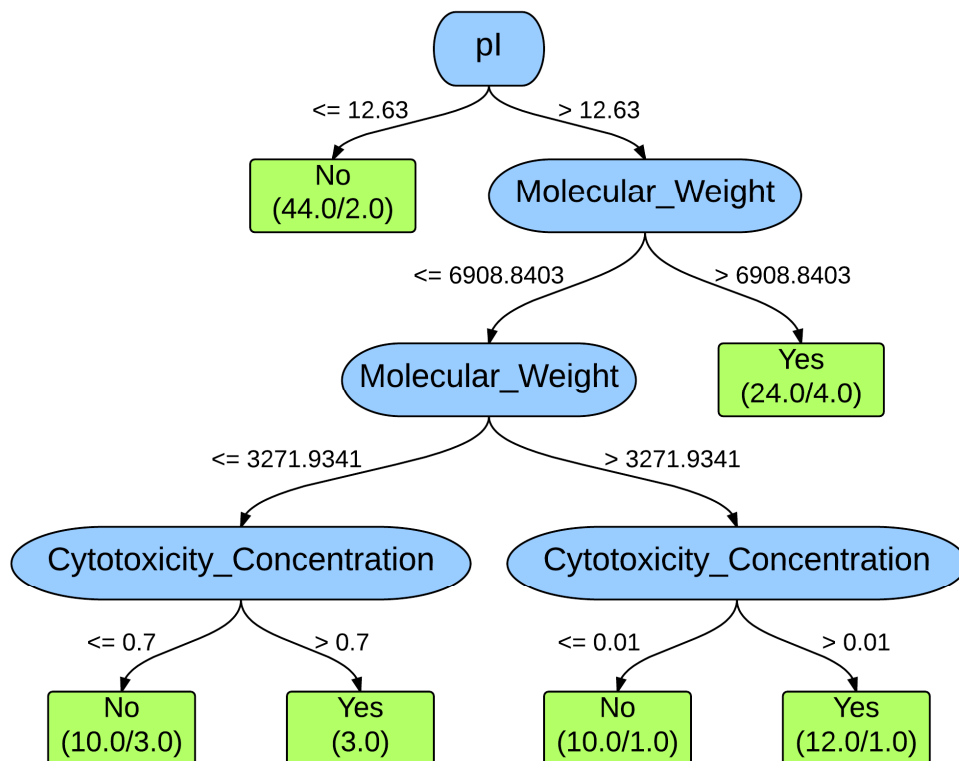 pI
<= 12.63
> 12.63
No
(44.0/2.0)
Molecular_Weight
<= 6908.8403
> 6908.8403
Molecular_Weight
Yes
(24.0/4.0)
<= 3271.9341
> 3271.9341
Cytotoxicity_Concentration
Cytotoxicity_Concentration
<= 0.7
> 0.7
<= 0.01
> 0.01
No
(10.0/3.0)
Yes
(3.0)
No
(10.0/1.0)
Yes
(12.0/1.0)